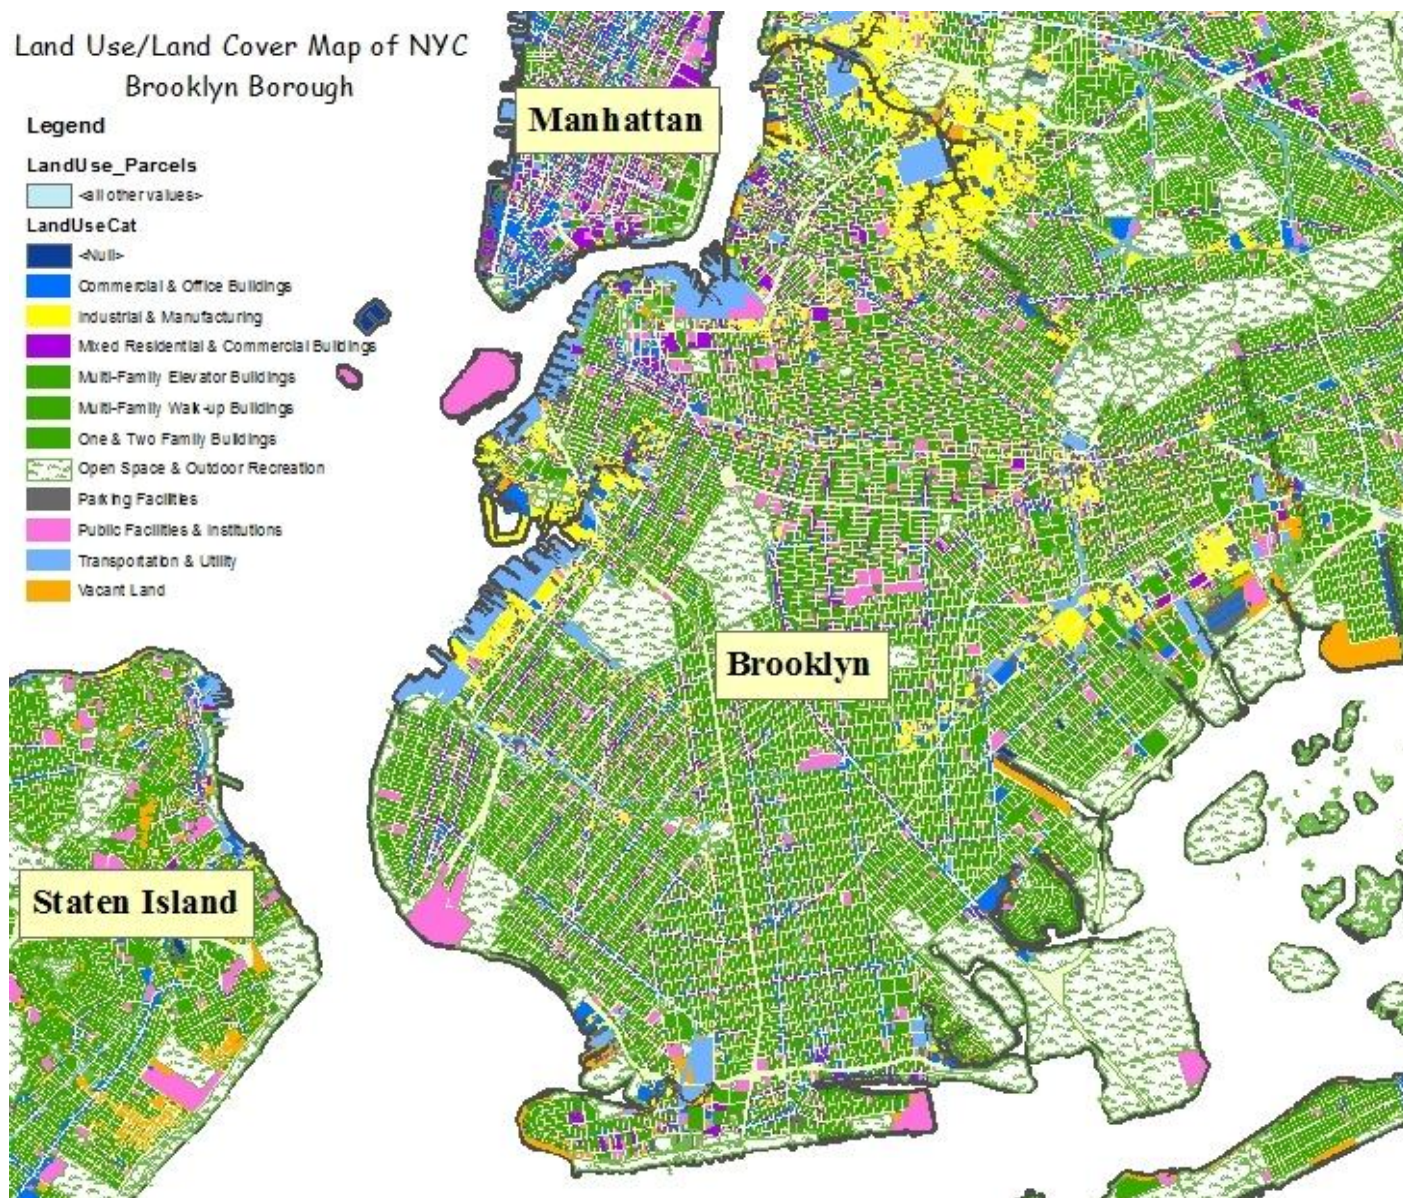 Land Use/Land Cover Map of NYC
Brooklyn Borough
Legend
LandUse_Parcels
<all other values>
LandUseCat
<Null>
Commercial & Office Buildings
Industrial & Manufacturing
Mixed Residential & Commercial Buildings
Multi-Family Elevator Buildings
Multi-Family Walk-up Buildings
One & Two Family Buildings
Open Space & Outdoor Recreation
Parking Facilities
Public Facilities & Institutions
Transportation & Utility
Vacant Land
Manhattan
Brooklyn
Staten Island